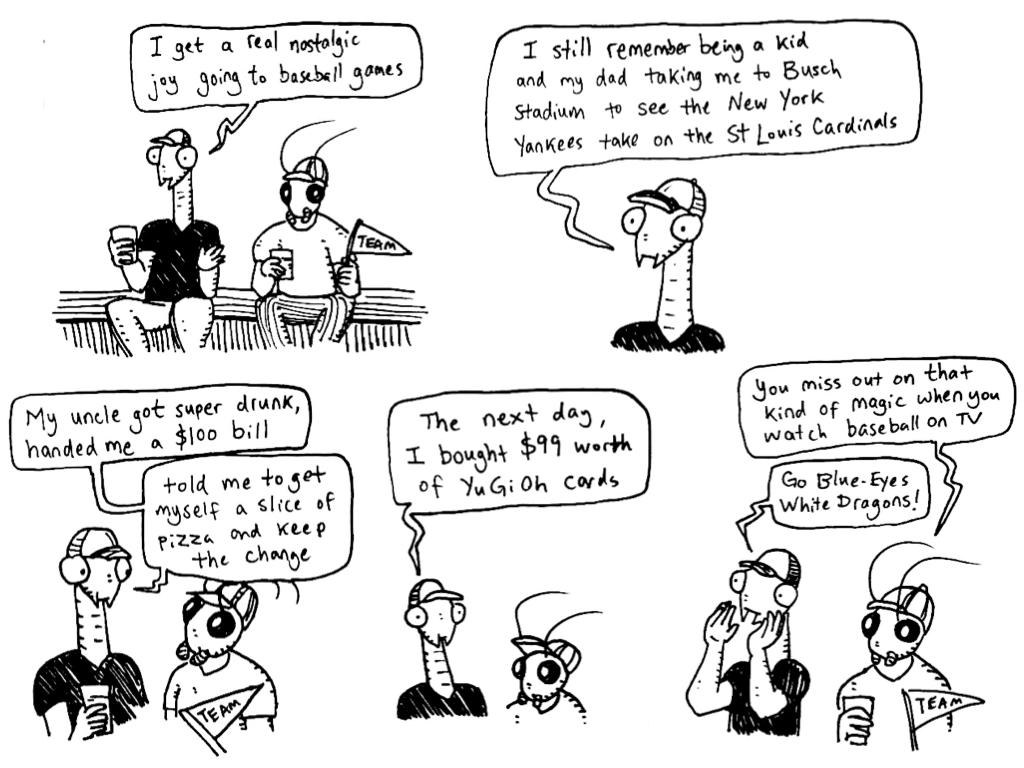 I get a real nostalgic
joy going to baseball games
TEAM
I still remember being a kid
and my dad taking me to Busch
Stadium to see the New York
Yankees take on the St Louis Cardinals
My uncle got super drunk,
handed me a $100 bill
told me to get
myself a slice of
pizza and keep
the change
TEAM
The next day,
I bought $99 worth
of YuGiOh cards
You miss out on that
kind of magic when you
watch baseball on TV
Go Blue-Eyes
White Dragons!
TEAM